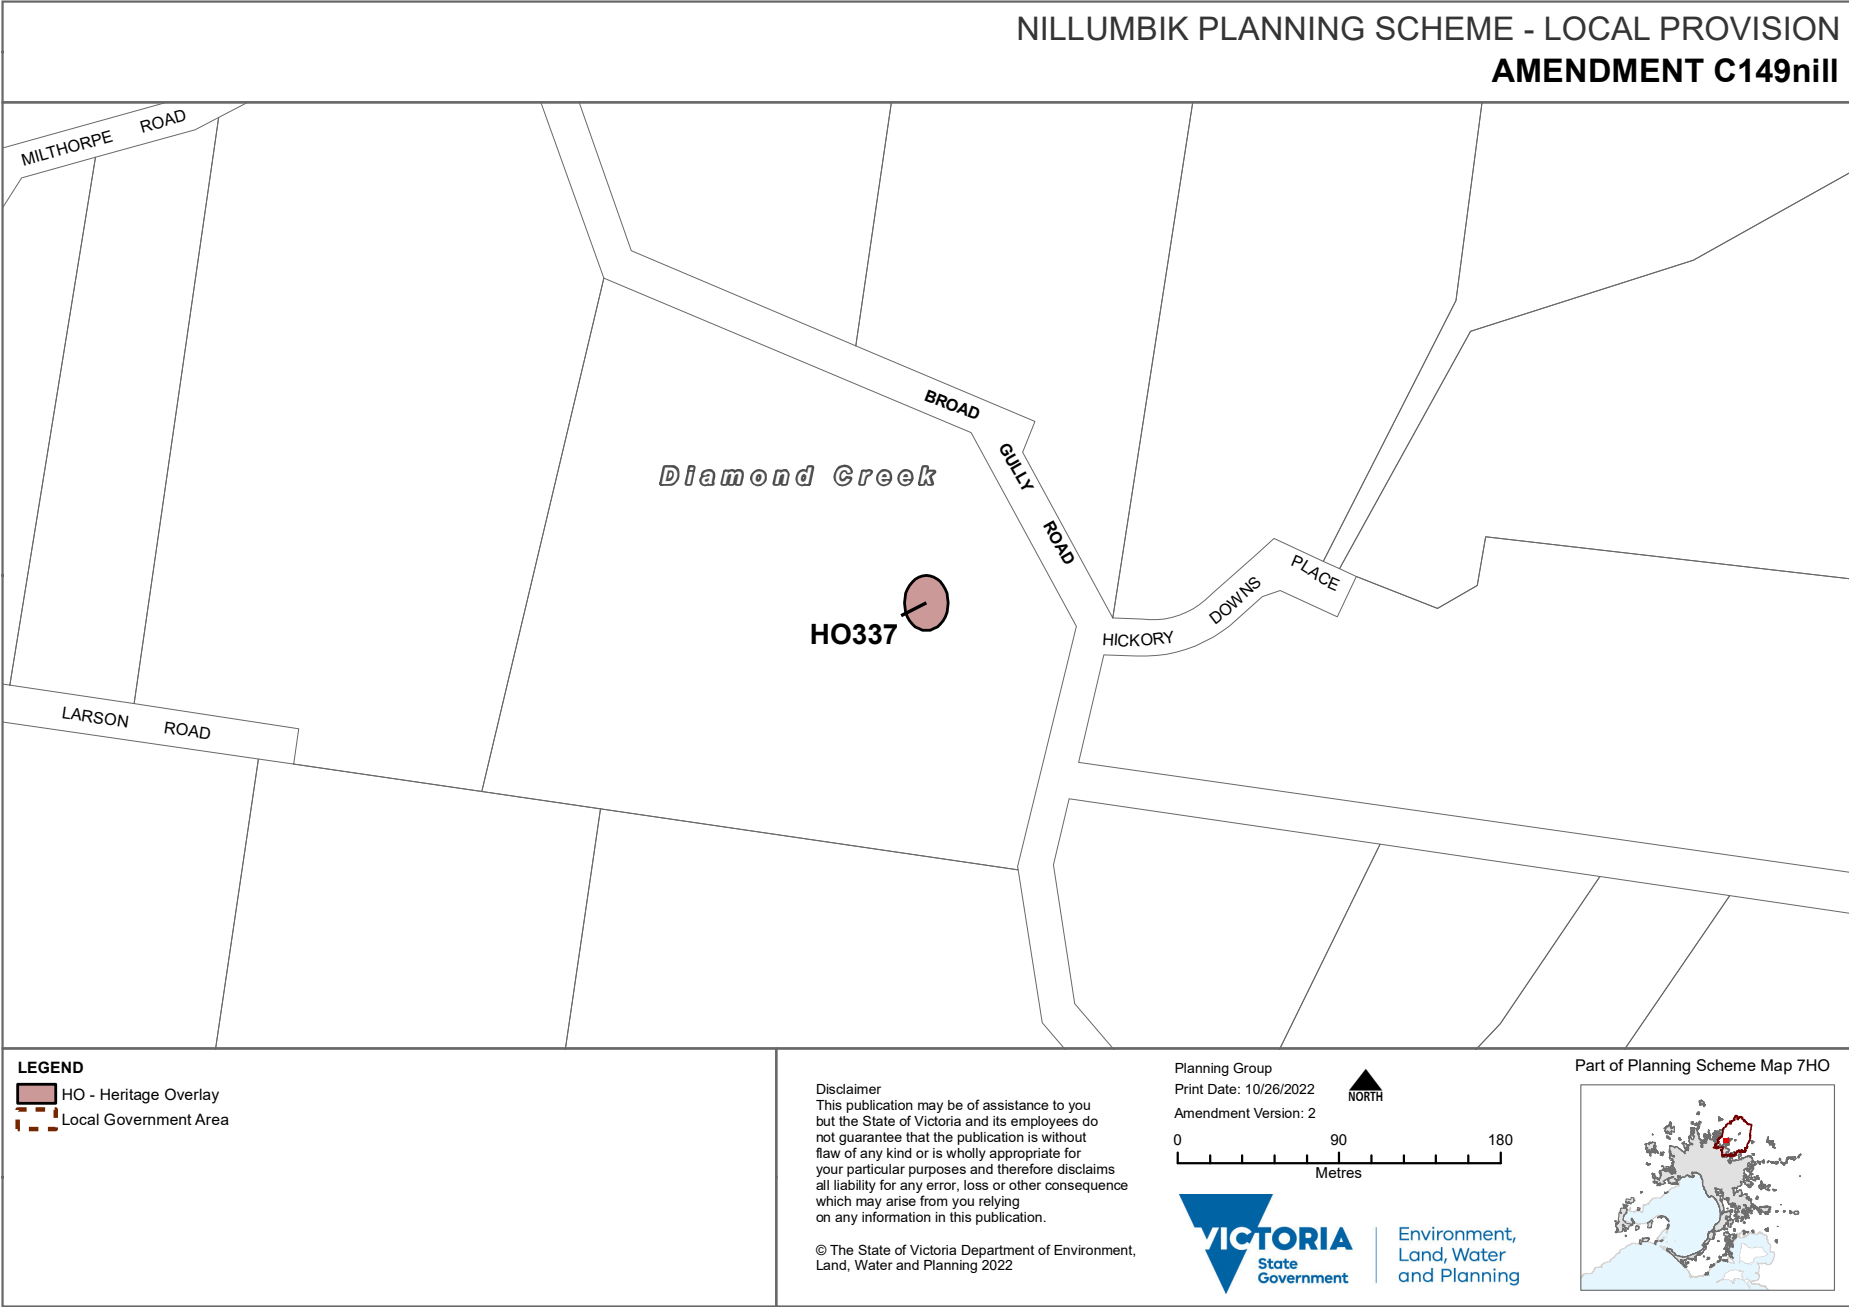 NILLUMBIK PLANNING SCHEME - LOCAL PROVISION
AMENDMENT C149nill
MILTHORPE ROAD
BROAD
GULLY
ROAD
Diamond Creek
HO337
HICKORY DOWNS PLACE
LARSON ROAD
LEGEND
HO - Heritage Overlay
Local Government Area
Disclaimer
This publication may be of assistance to you
but the State of Victoria and its employees do
not guarantee that the publication is without
flaw of any kind or is wholly appropriate for
your particular purposes and therefore disclaims
all liability for any error, loss or other consequence
which may arise from you relying
on any information in this publication.
© The State of Victoria Department of Environment,
Land, Water and Planning 2022
Planning Group
Print Date: 10/26/2022
Amendment Version: 2
NORTH
0 90 180
Metres
VICTORIA
State
Government
Environment,
Land, Water
and Planning
Part of Planning Scheme Map 7HO